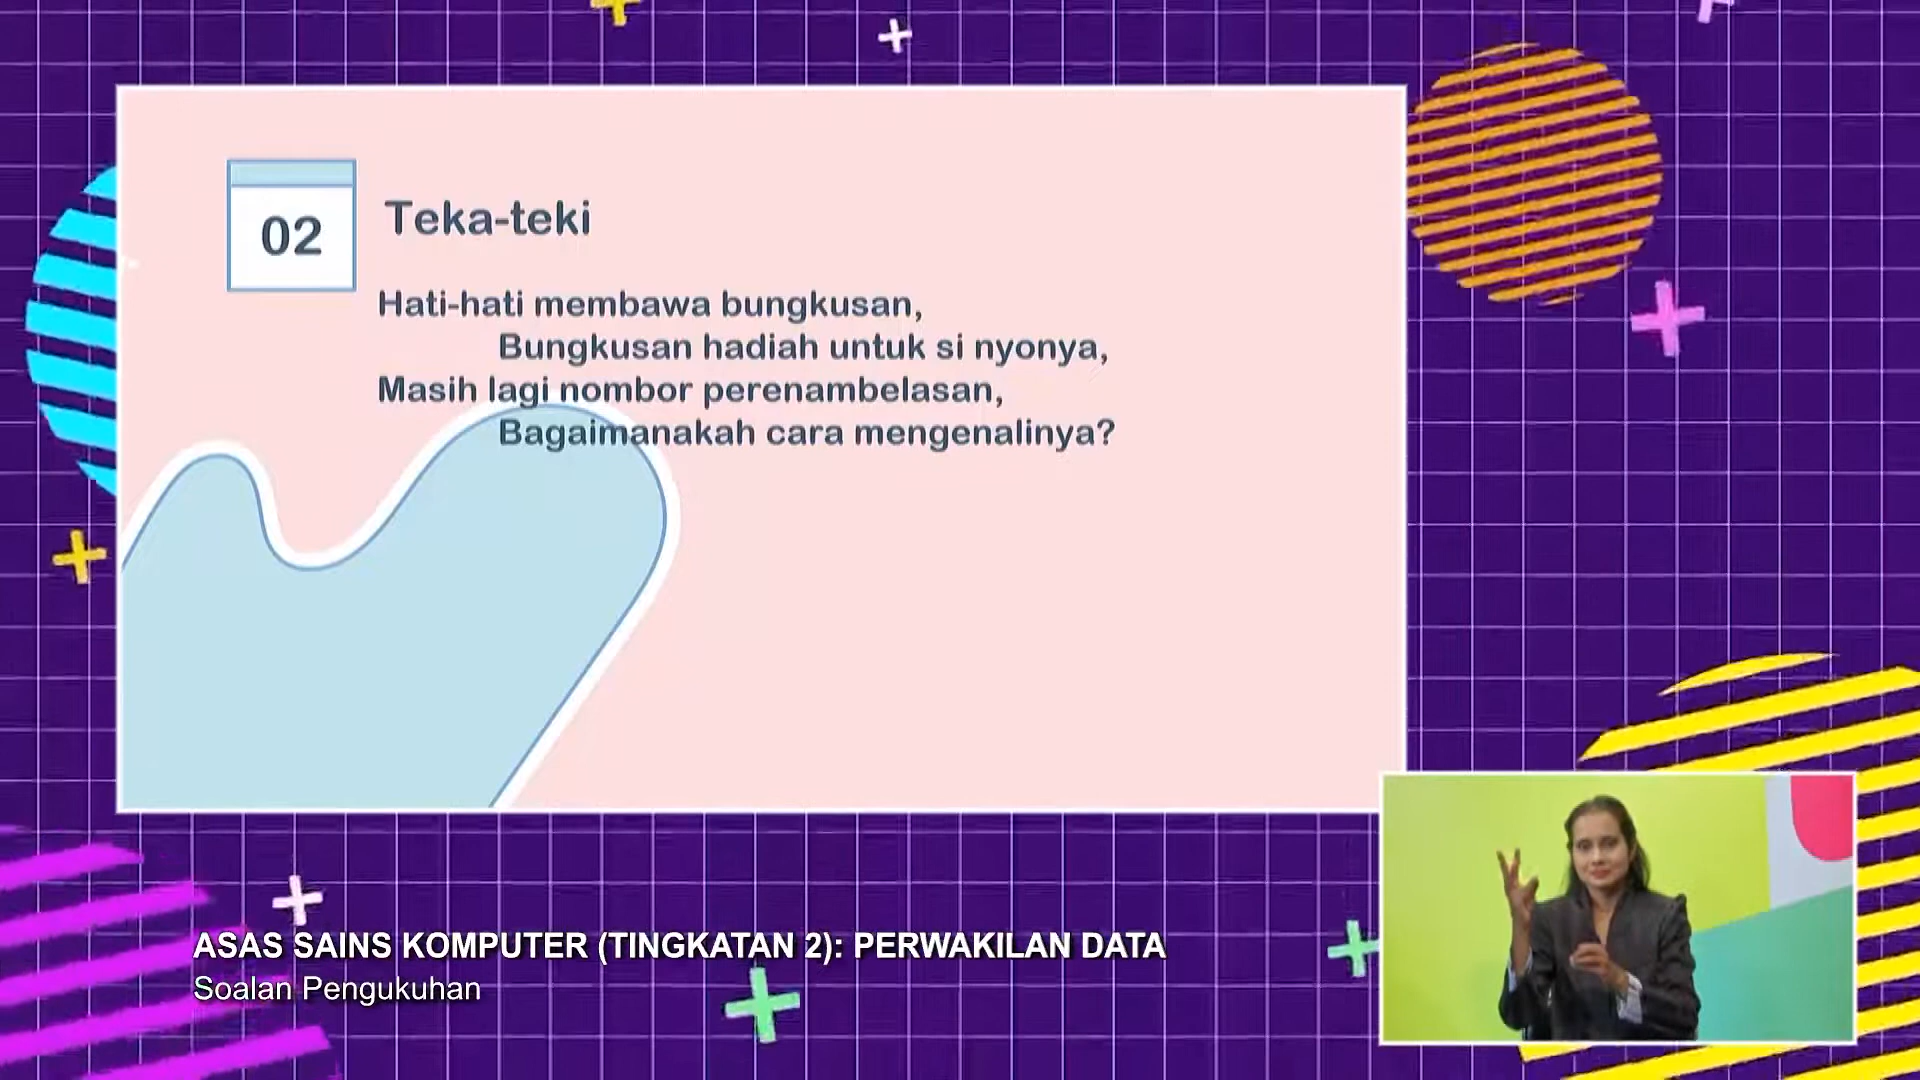 02
Teka-teki
Hati-hati membawa bungkusan,
Bungkusan hadiah untuk si nyonya,
Masih lagi nombor perenambelasan,
Bagaimanakah cara mengenalinya?
ASAS SAINS KOMPUTER (TINGKATAN 2): PERWAKILAN DATA
Soalan Pengukuhan